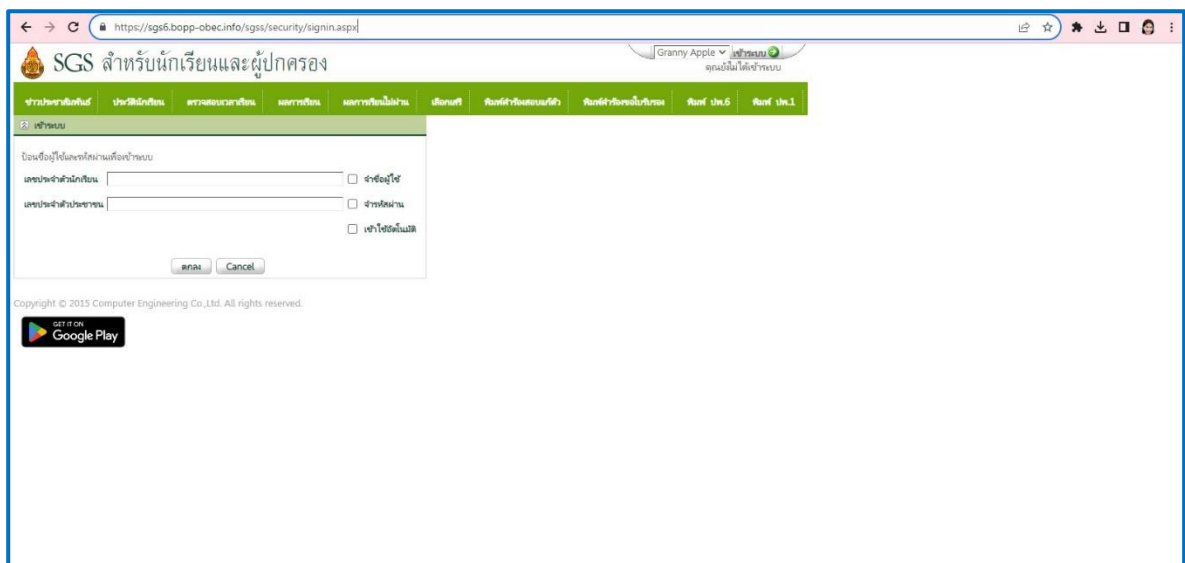 https://sgs6.bopp-obec.info/sgss/security/signin.aspx
SGS สำหรับนักเรียนและผู้ปกครอง
Granny Apple เข้าระบบ
คุณยังไม่ได้เข้าระบบ
ข่าวประชาสัมพันธ์ ประวัตินักเรียน ตรวจสอบเวลาเรียน ผลการเรียน ผลการเรียนไม่ผ่าน เลือกเสรี พิมพ์คำร้องสอบแก้ตัว พิมพ์คำร้องขอใบรับรอง พิมพ์ ปพ.6 พิมพ์ ปพ.1
เข้าระบบ
ป้อนชื่อผู้ใช้และรหัสผ่านเพื่อเข้าระบบ
เลขประจำตัวนักเรียน จำชื่อผู้ใช้
เลขประจำตัวประชาชน จำรหัสผ่าน
เข้าใช้อัตโนมัติ
ตกลง Cancel
Copyright © 2015 Computer Engineering Co.,Ltd. All rights reserved.
GET IT ON
Google Play